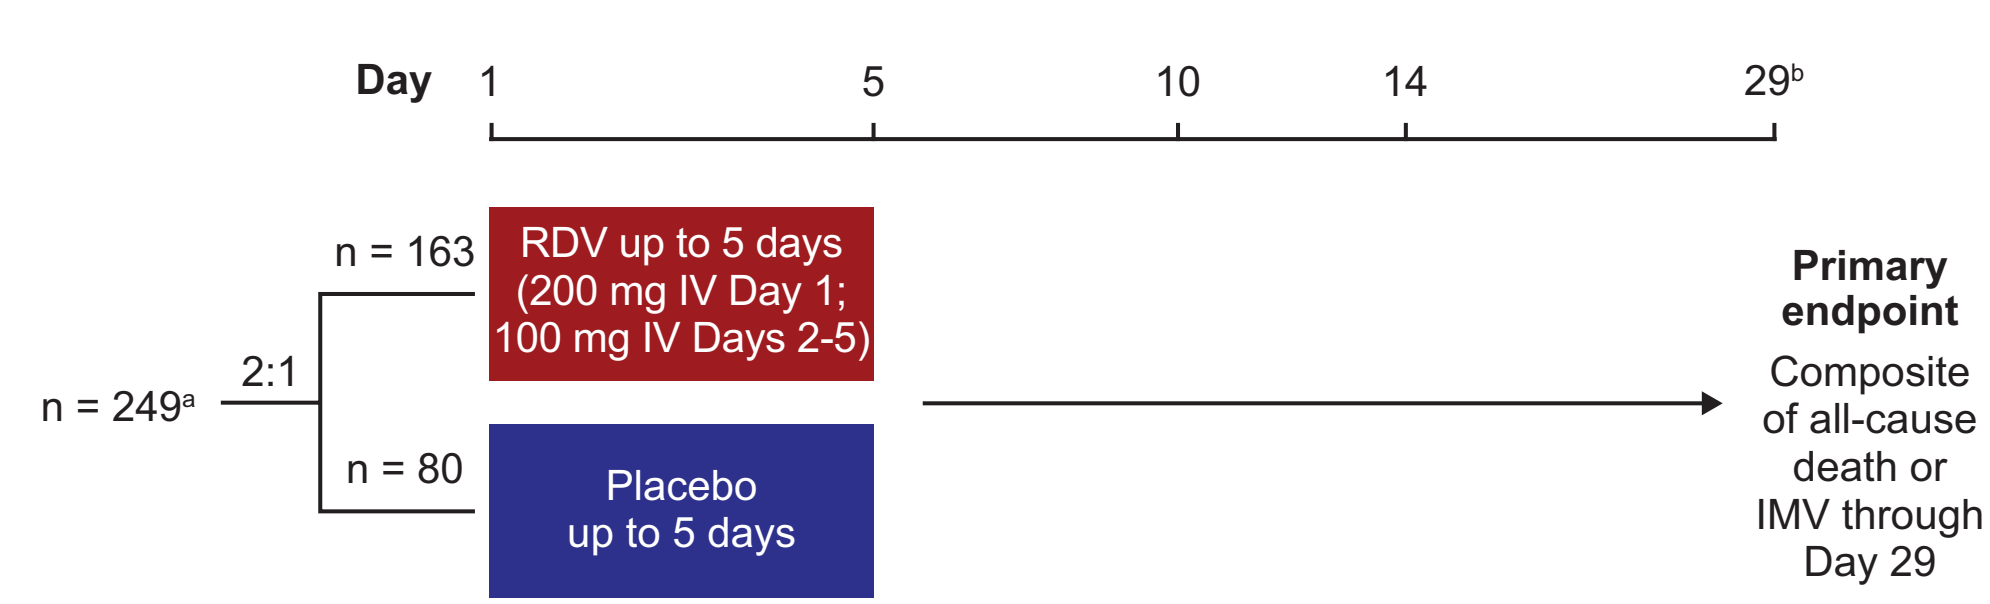 Day 1 5 10 14 29ᵇ
n = 163
RDV up to 5 days
(200 mg IV Day 1;
100 mg IV Days 2-5)
2:1
n = 249ᵃ
n = 80
Placebo
up to 5 days
Primary
endpoint
Composite
of all-cause
death or
IMV through
Day 29